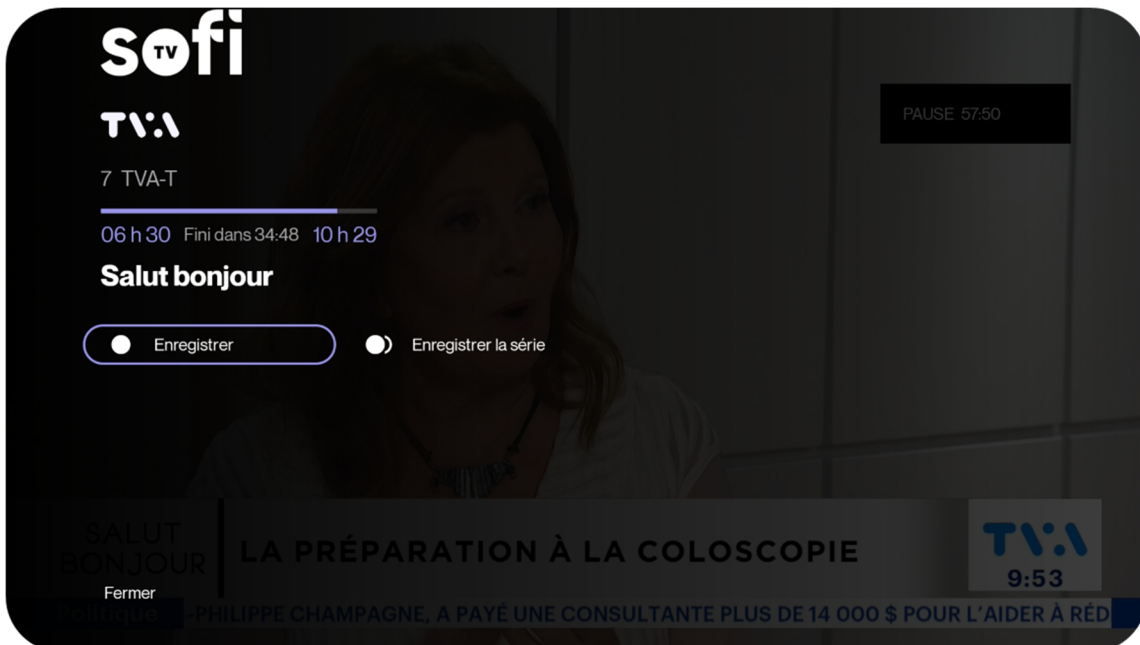 sofi
TV
TVA
PAUSE 57:50
7 TVA-T
06 h 30 Fini dans 34:48 10 h 29
Salut bonjour
Enregistrer Enregistrer la série
SALUT
BONJOUR
LA PRÉPARATION À LA COLOSCOPIE
TVA
9:53
Fermer
Politique -PHILIPPE CHAMPAGNE, A PAYÉ UNE CONSULTANTE PLUS DE 14 000 $ POUR L'AIDER À RÉD